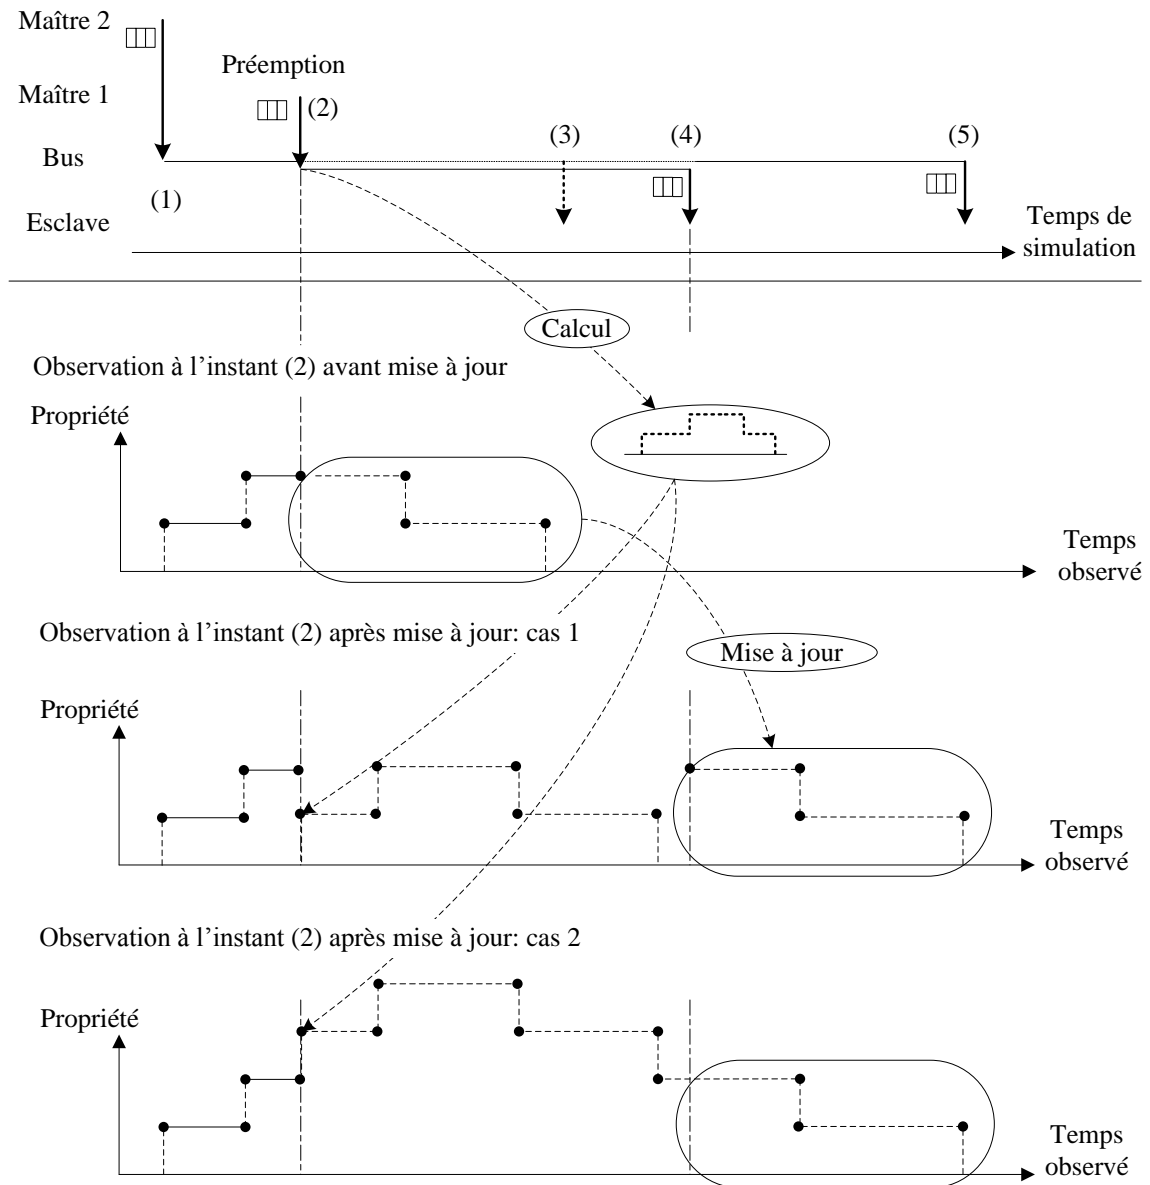 Maître 2
Préemption
Maître 1
(2)
(3)
(4)
(5)
Bus
(1)
Esclave
Temps de
simulation
Calcul
Observation à l’instant (2) avant mise à jour
Propriété
Temps
observé
Observation à l’instant (2) après mise à jour: cas 1
Mise à jour
Propriété
Temps
observé
Observation à l’instant (2) après mise à jour: cas 2
Propriété
Temps
observé